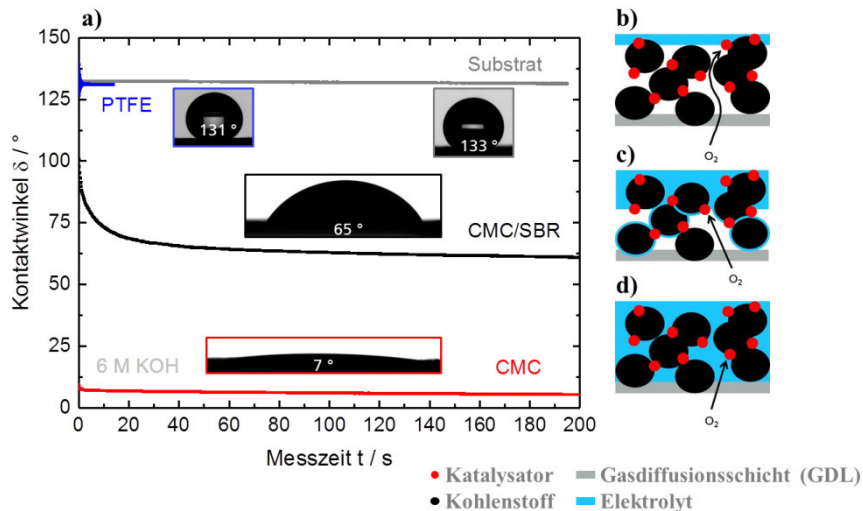 a)
Kontaktwinkel δ / °
150
125
100
75
50
25
0
Substrat
PTFE
131 °
133 °
65 °
CMC/SBR
6 M KOH
7 °
CMC
0 20 40 60 80 100 120 140 160 180 200
Messzeit t / s
b)
O₂
c)
O₂
d)
O₂
Katalysator
Gasdiffusionsschicht (GDL)
Kohlenstoff
Elektrolyt